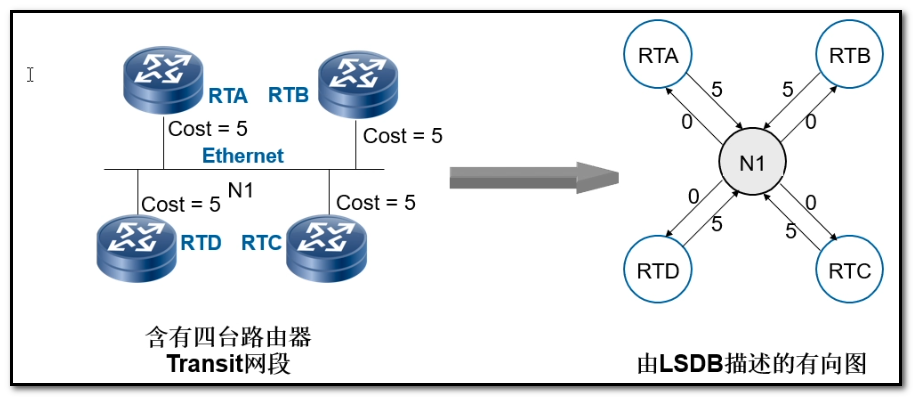 RTA
RTB
Cost = 5
Cost = 5
Ethernet
N1
Cost = 5
Cost = 5
RTD
RTC
含有四台路由器
Transit网段
RTA
RTB
5
5
0
0
N1
0
0
5
5
RTD
RTC
由LSDB描述的有向图